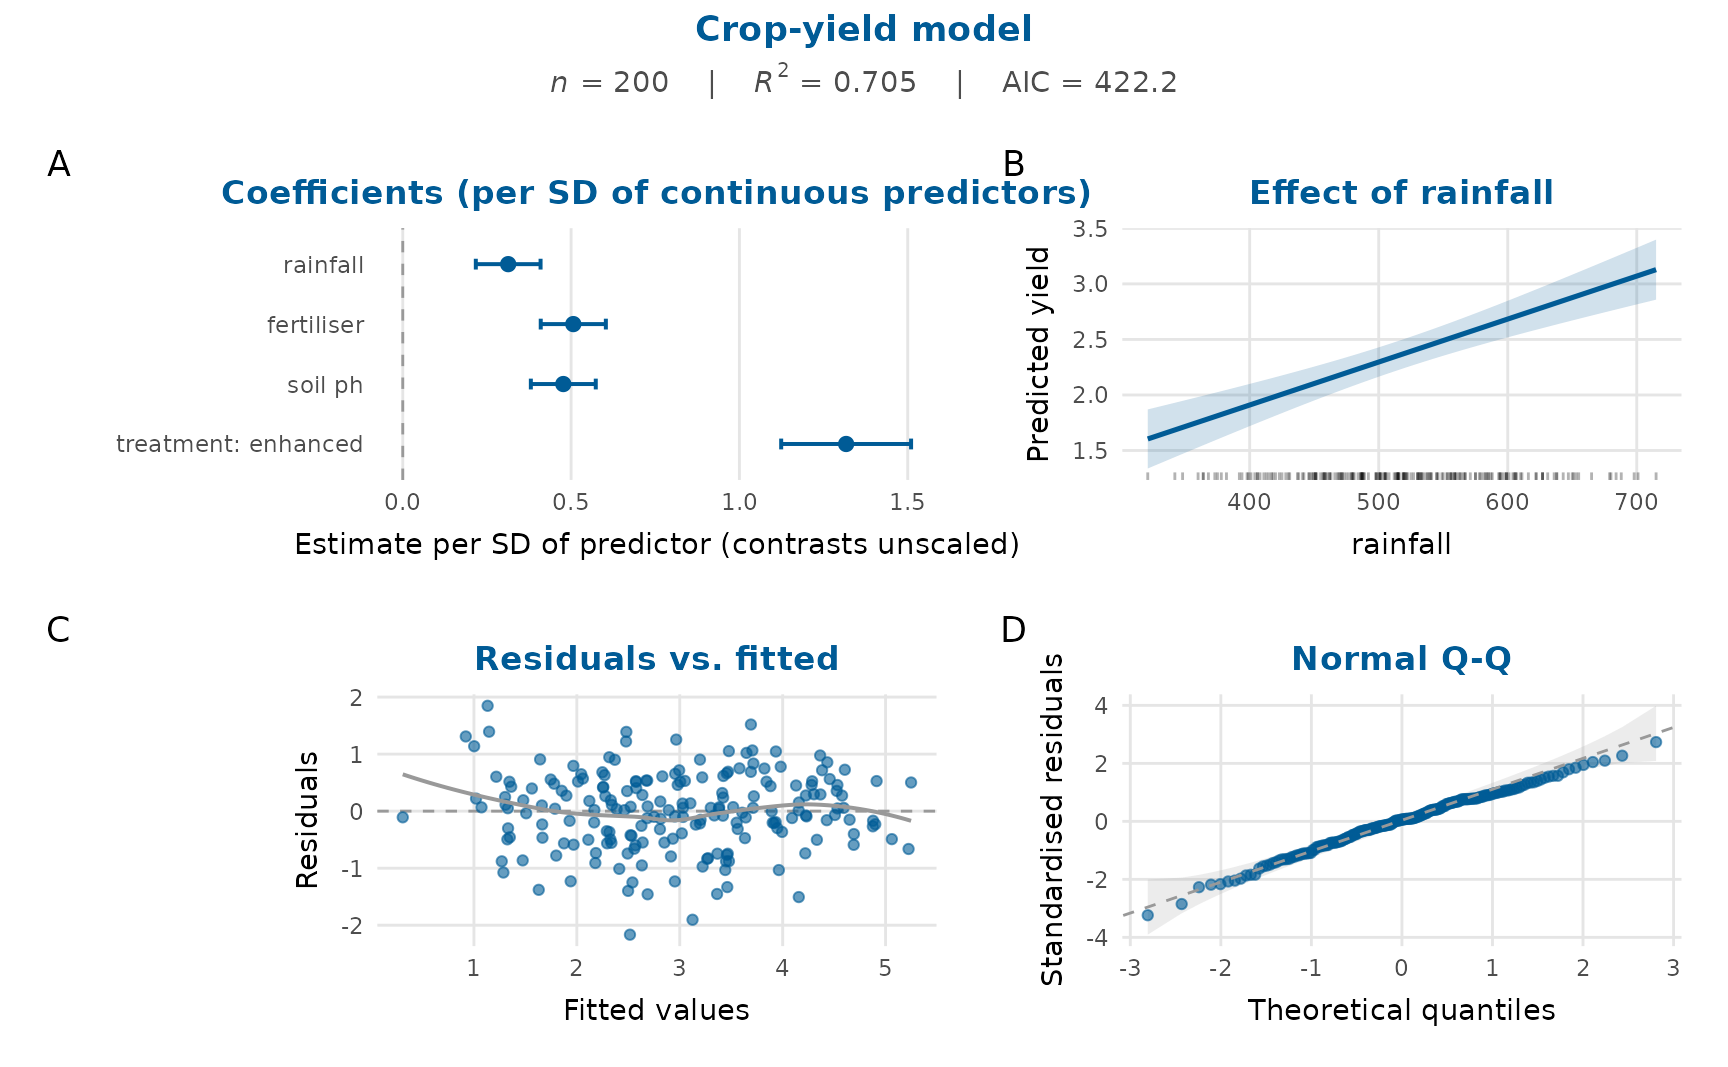 Crop-yield model
n = 200 | R² = 0.705 | AIC = 422.2
A
Coefficients (per SD of continuous predictors)
rainfall
fertiliser
soil ph
treatment: enhanced
0.0 0.5 1.0 1.5
Estimate per SD of predictor (contrasts unscaled)
B
Effect of rainfall
Predicted yield
3.5
3.0
2.5
2.0
1.5
400 500 600 700
rainfall
C
Residuals vs. fitted
Residuals
2
1
0
-1
-2
1 2 3 4 5
Fitted values
D
Normal Q-Q
Standardised residuals
4
2
0
-2
-4
-3 -2 -1 0 1 2 3
Theoretical quantiles